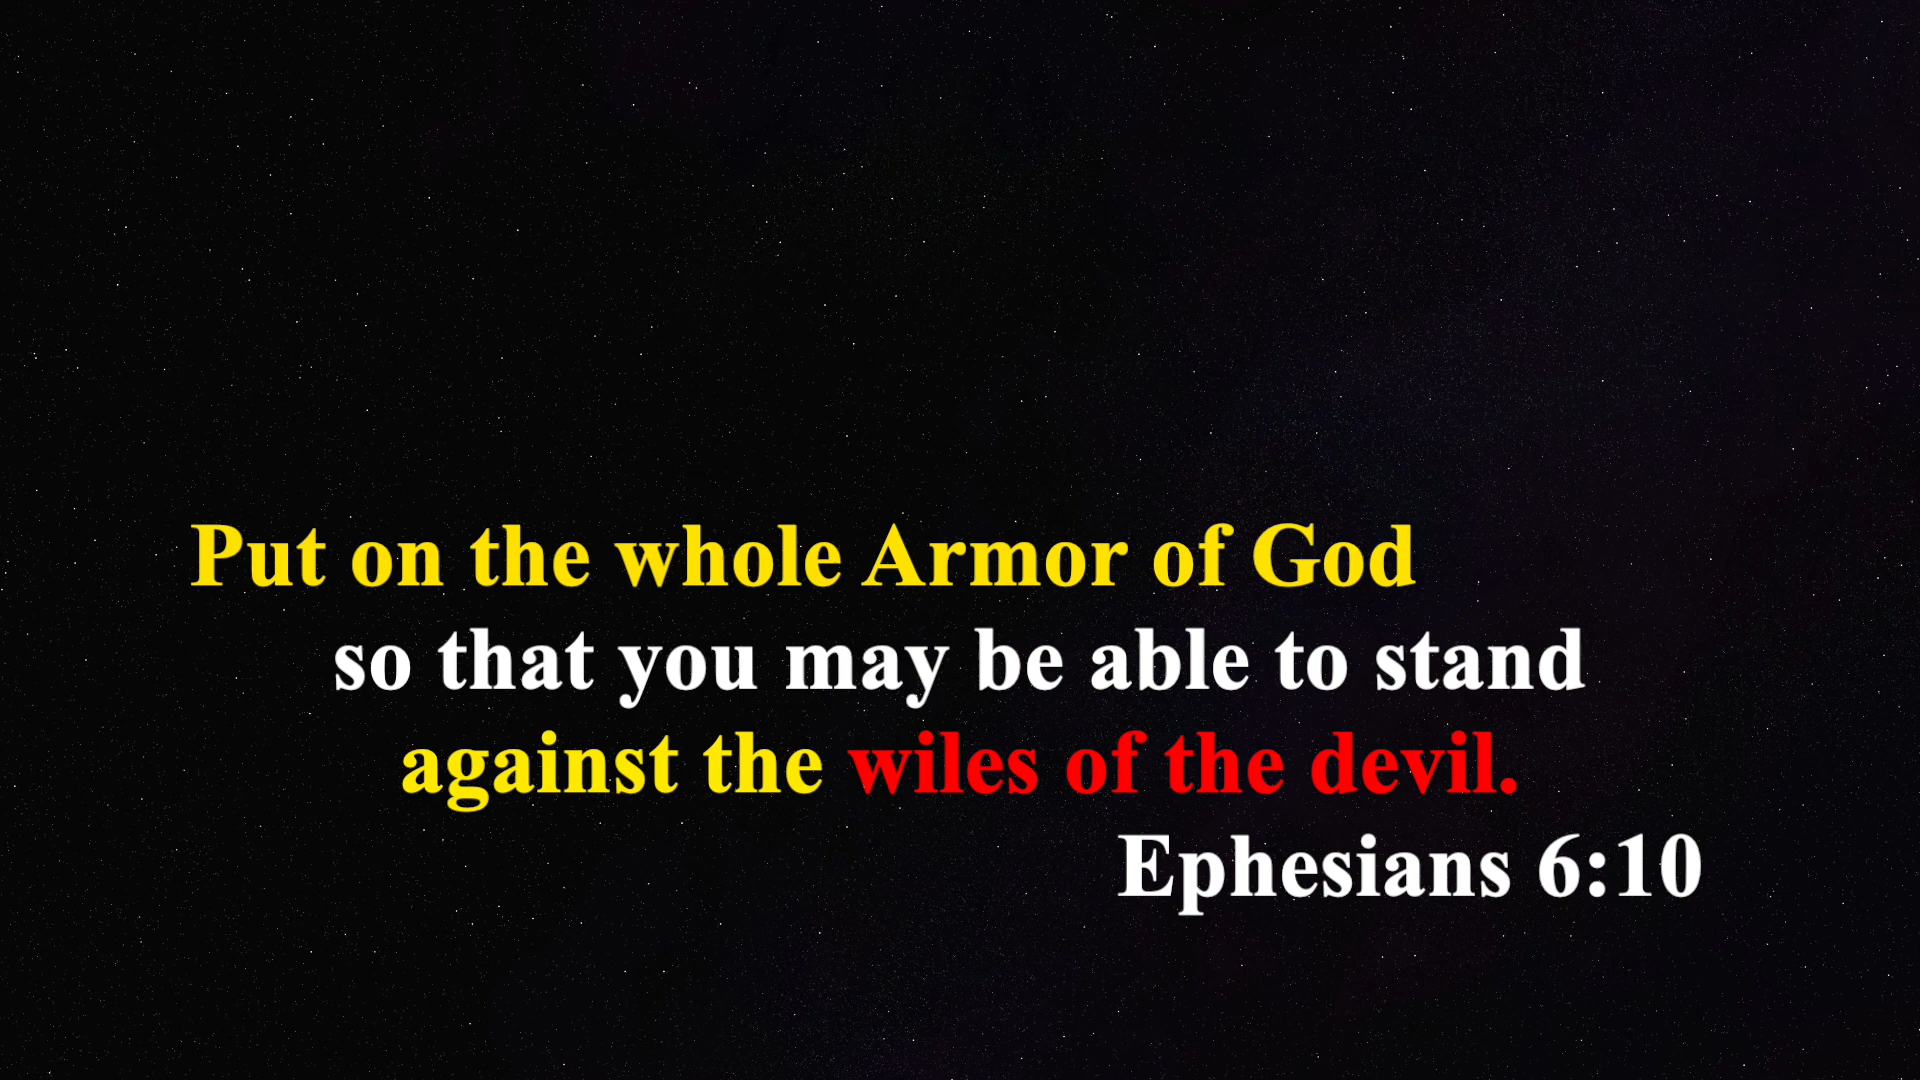 Put on the whole Armor of God
so that you may be able to stand
against the wiles of the devil.
Ephesians 6:10